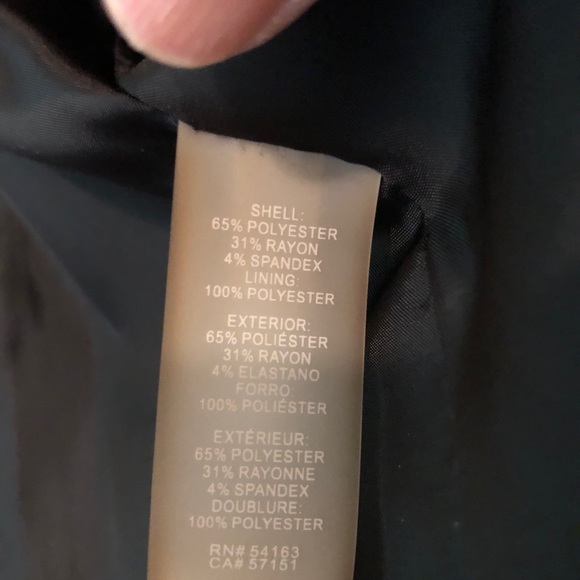 SHELL:
65% POLYESTER
31% RAYON
4% SPANDEX
LINING:
100% POLYESTER
EXTERIOR:
65% POLIÉSTER
31% RAYON
4% ELASTANO
FORRO:
100% POLIÉSTER
EXTÉRIEUR:
65% POLYESTER
31% RAYONNE
4% SPANDEX
DOUBLURE:
100% POLYESTER
RN# 54163
CA# 57151